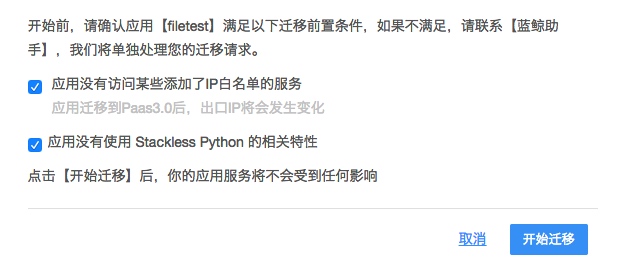 开始前，请确认应用【filetest】满足以下迁移前置条件，如果不满足，请联系【蓝鲸助
手】，我们将单独处理您的迁移请求。
应用没有访问某些添加了IP白名单的服务
应用迁移到Paas3.0后，出口IP将会发生变化
应用没有使用 Stackless Python 的相关特性
点击【开始迁移】后，你的应用服务将不会受到任何影响
取消
开始迁移